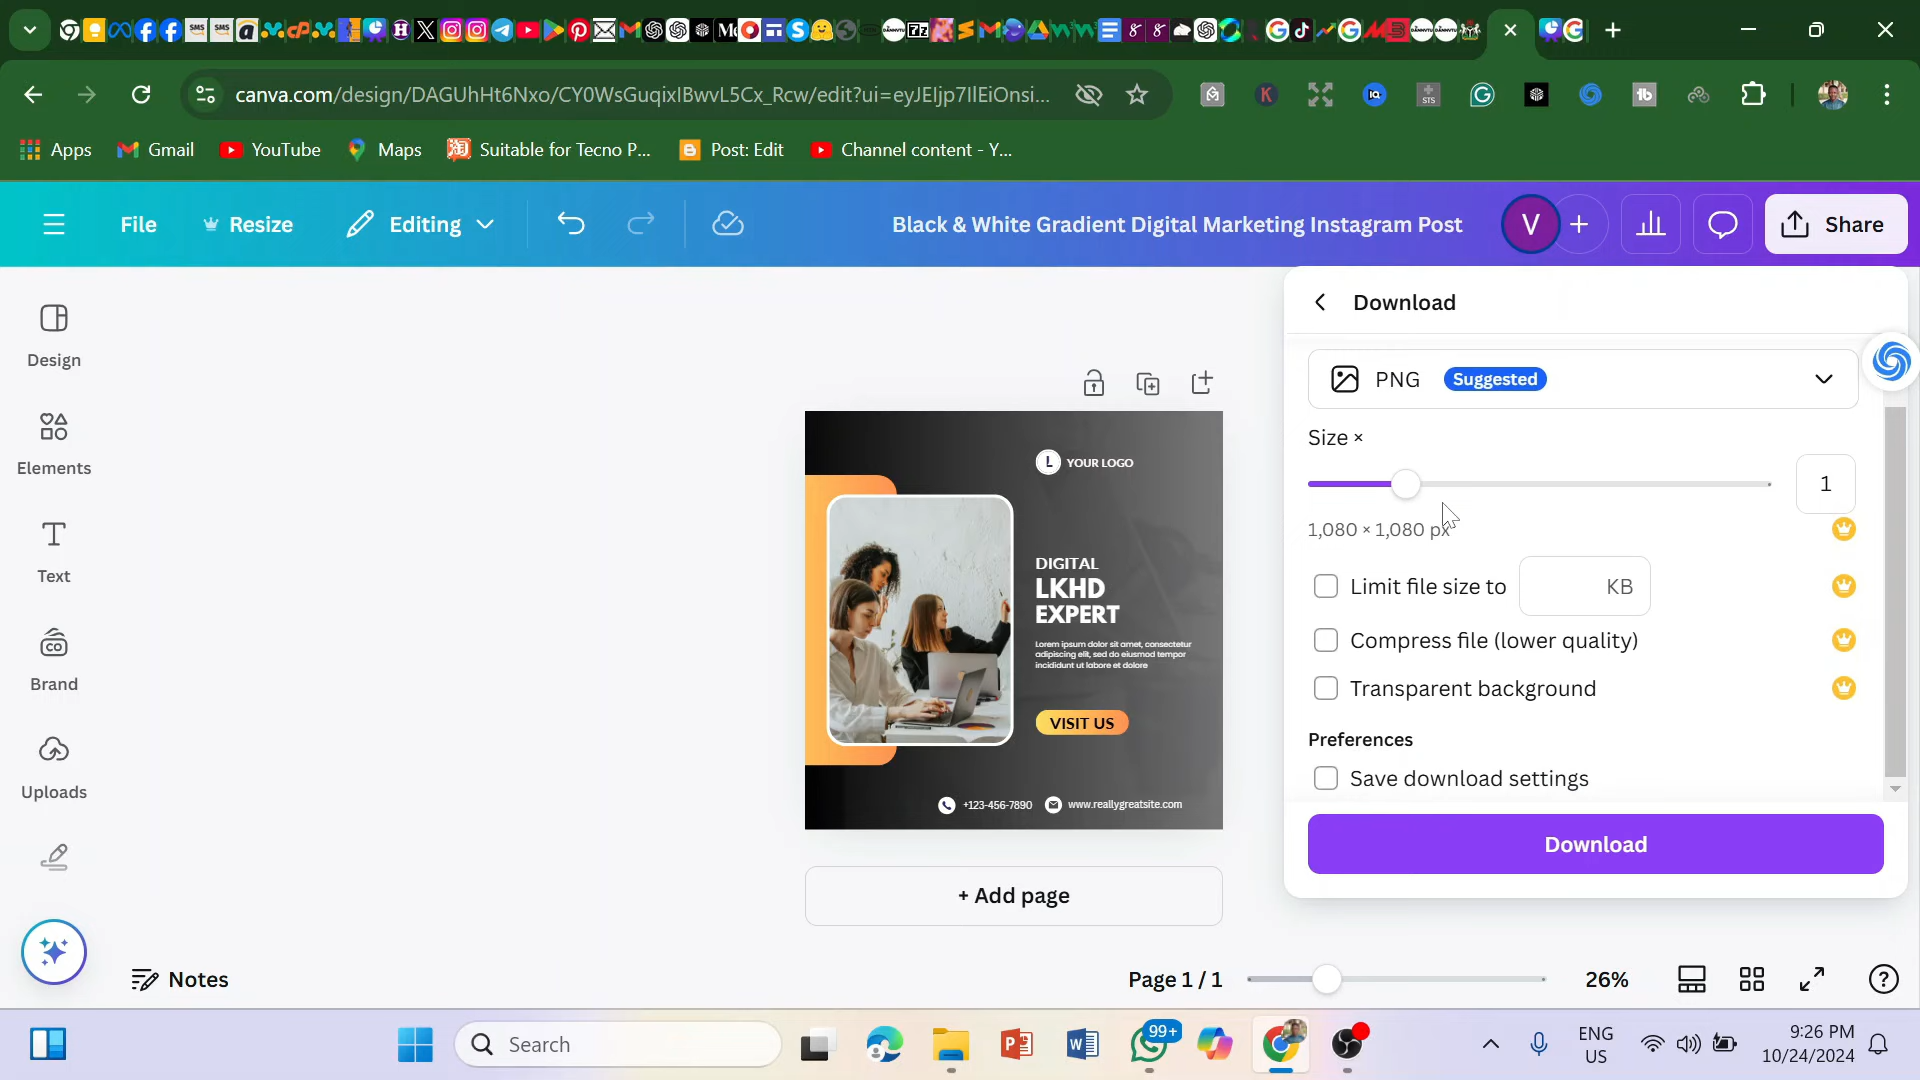 canva.com/design/DAGUhHt6Nxo/CY0WsGuqixIBwvL5Cx_Rcw/edit?ui=eyJEIjp7IlEiOnsi...
Apps
Gmail
YouTube
Maps
Suitable for Tecno P...
Post: Edit
Channel content - Y...
File
Resize
Editing
Black & White Gradient Digital Marketing Instagram Post
V
+
Share
Design
Elements
Text
Brand
Uploads
L YOUR LOGO
DIGITAL
LKHD
EXPERT
Lorem ipsum dolor sit amet, consectetur
adipiscing elit, sed do eiusmod tempor
incididunt ut labore et dolore
VISIT US
+123-456-7890
www.reallygreatsite.com
+ Add page
Download
PNG Suggested
Size ×
1
1,080 × 1,080 px
Limit file size to KB
Compress file (lower quality)
Transparent background
Preferences
Save download settings
Download
Notes
Page 1 / 1
26%
Search
99+
ENG
US
9:26 PM
10/24/2024